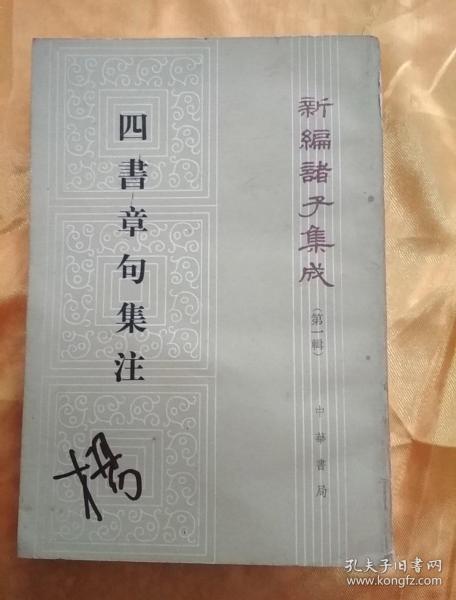 新編諸子集成
(第一輯)
中華書局
四書章句集注
楊
孔夫子旧书网
www.kongfz.com